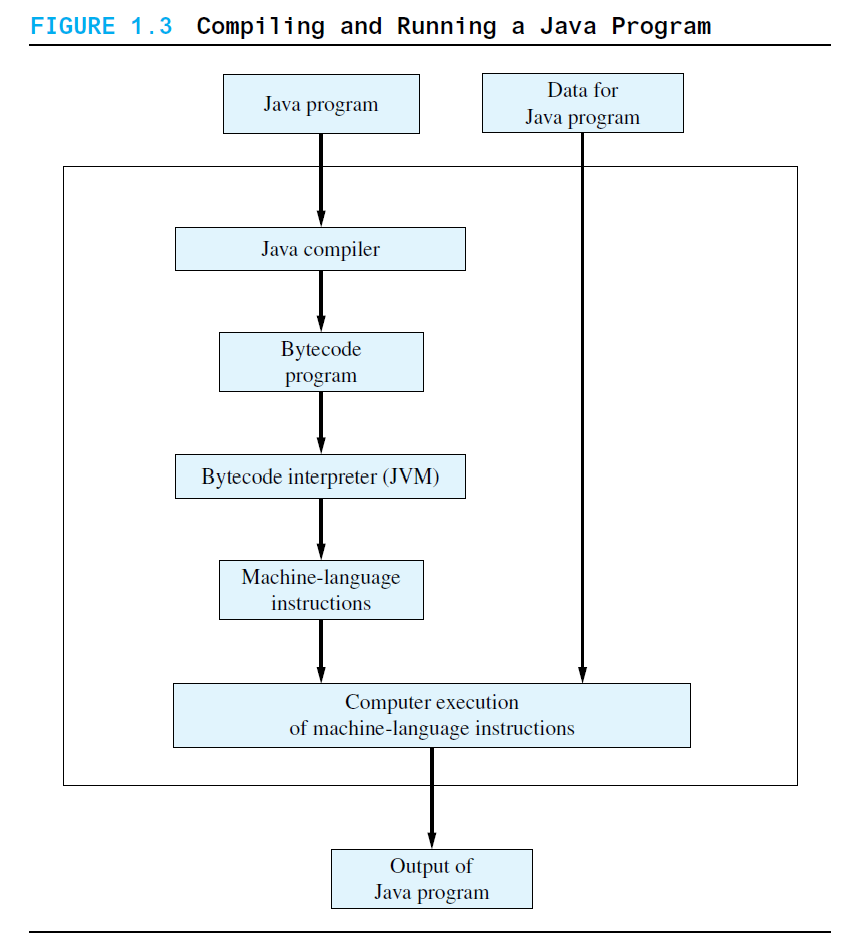 FIGURE 1.3 Compiling and Running a Java Program
Java program
Data for
Java program
Java compiler
Bytecode
program
Bytecode interpreter (JVM)
Machine-language
instructions
Computer execution
of machine-language instructions
Output of
Java program